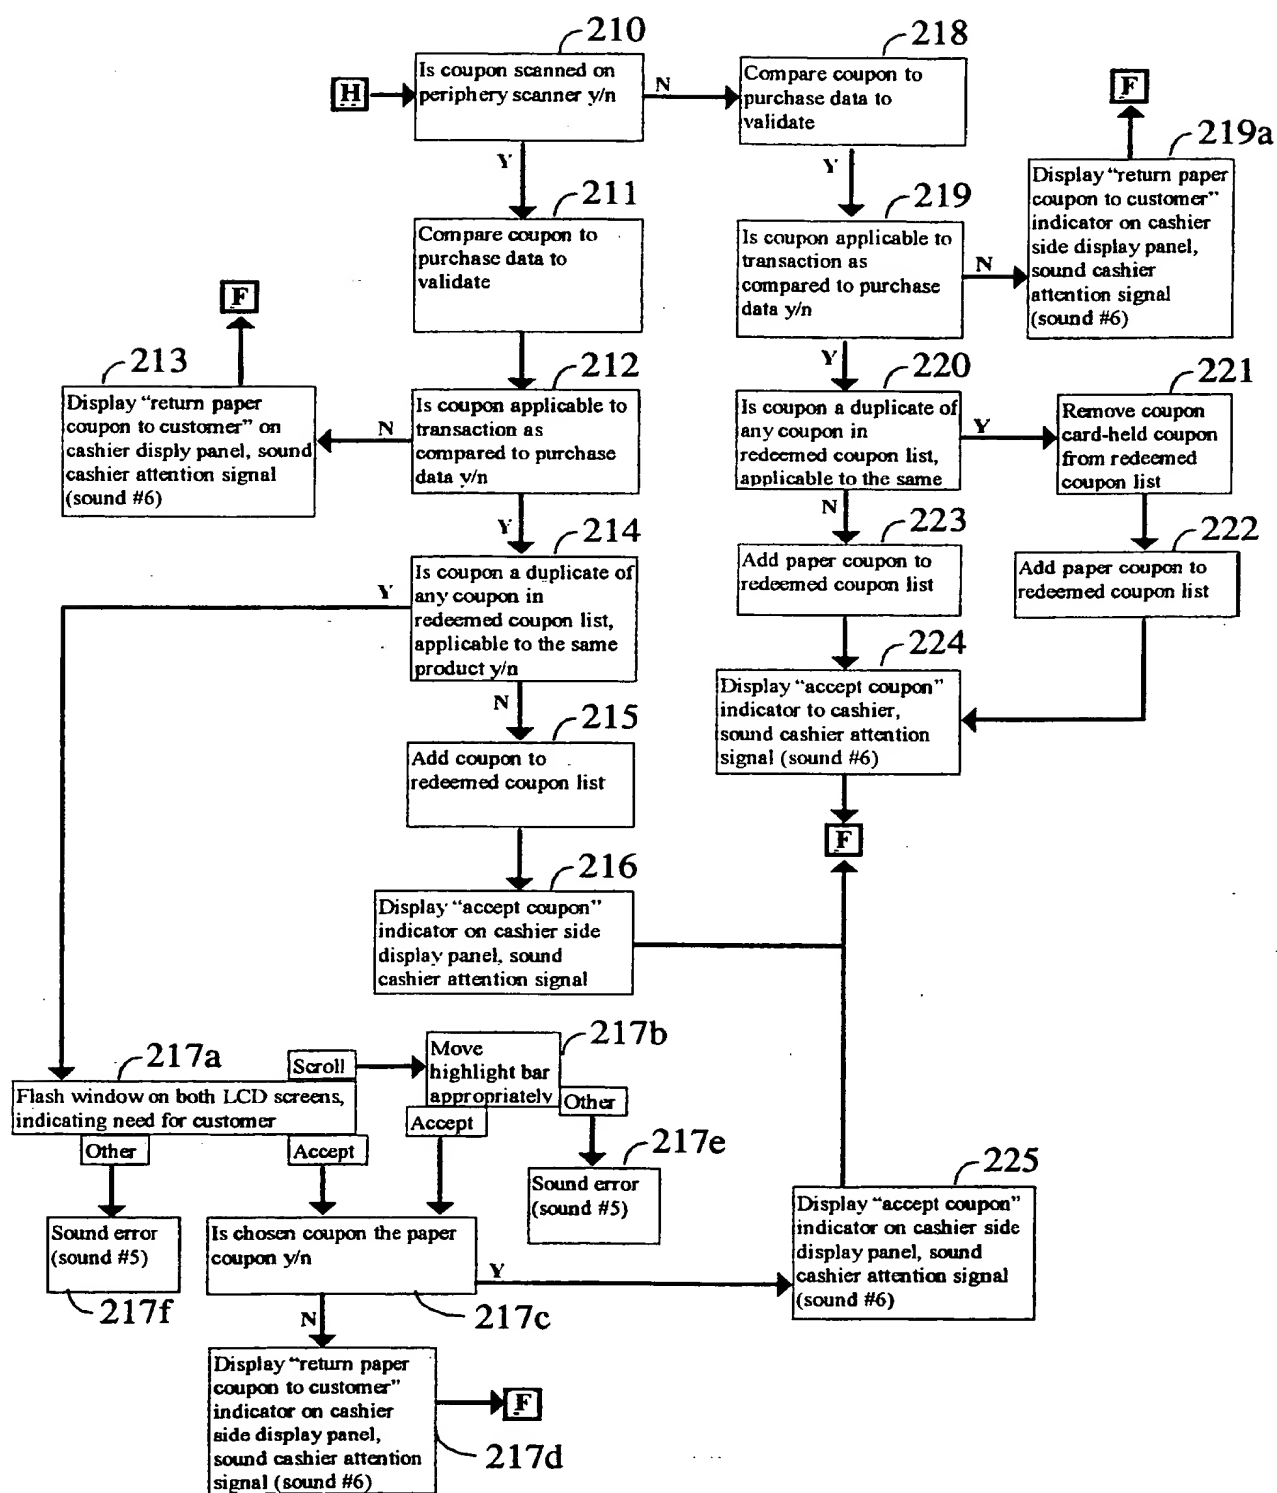 210
H
Is coupon scanned on
periphery scanner y/n
N
Y
218
Compare coupon to
purchase data to
validate
Y
F
219a
Display “return paper
coupon to customer”
indicator on cashier
side display panel,
sound cashier
attention signal
(sound #6)
211
Compare coupon to
purchase data to
validate
219
Is coupon applicable to
transaction as
compared to purchase
data y/n
N
Y
F
213
Display “return paper
coupon to customer” on
cashier disply panel, sound
cashier attention signal
(sound #6)
N
212
Is coupon applicable to
transaction as
compared to purchase
data y/n
Y
220
Is coupon a duplicate of
any coupon in
redeemed coupon list,
applicable to the same
Y
N
221
Remove coupon
card-held coupon
from redeemed
coupon list
214
Is coupon a duplicate of
any coupon in
redeemed coupon list,
applicable to the same
product y/n
Y
N
223
Add paper coupon to
redeemed coupon list
222
Add paper coupon to
redeemed coupon list
224
Display “accept coupon”
indicator to cashier,
sound cashier attention
signal (sound #6)
F
215
Add coupon to
redeemed coupon list
216
Display “accept coupon”
indicator on cashier side
display panel, sound
cashier attention signal
217a
Scroll
Flash window on both LCD screens,
indicating need for customer
Other
Accept
217b
Move
highlight bar
appropriately
Other
Accept
217e
Sound error
(sound #5)
Sound error
(sound #5)
217f
Is chosen coupon the paper
coupon y/n
Y
217c
N
225
Display “accept coupon”
indicator on cashier side
display panel, sound
cashier attention signal
(sound #6)
Display “return paper
coupon to customer”
indicator on cashier
side display panel,
sound cashier attention
signal (sound #6)
F
217d